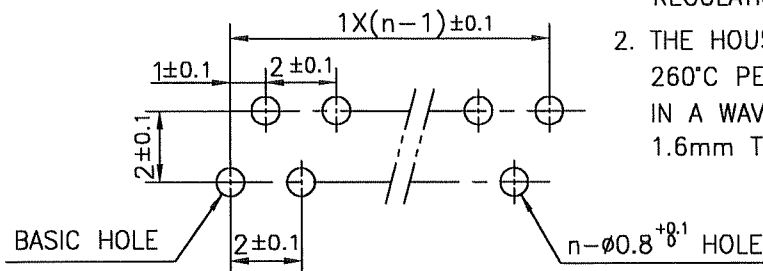 1X(n-1)±0.1
1±0.1
2±0.1
2±0.1
BASIC HOLE
2±0.1
n-ø0.8 +0.1 0 HOLE
2. THE HOUS
260°C PE
IN A WAV
1.6mm T